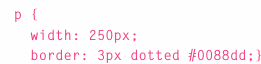 p {
  width: 250px;
  border: 3px dotted #0088dd;}